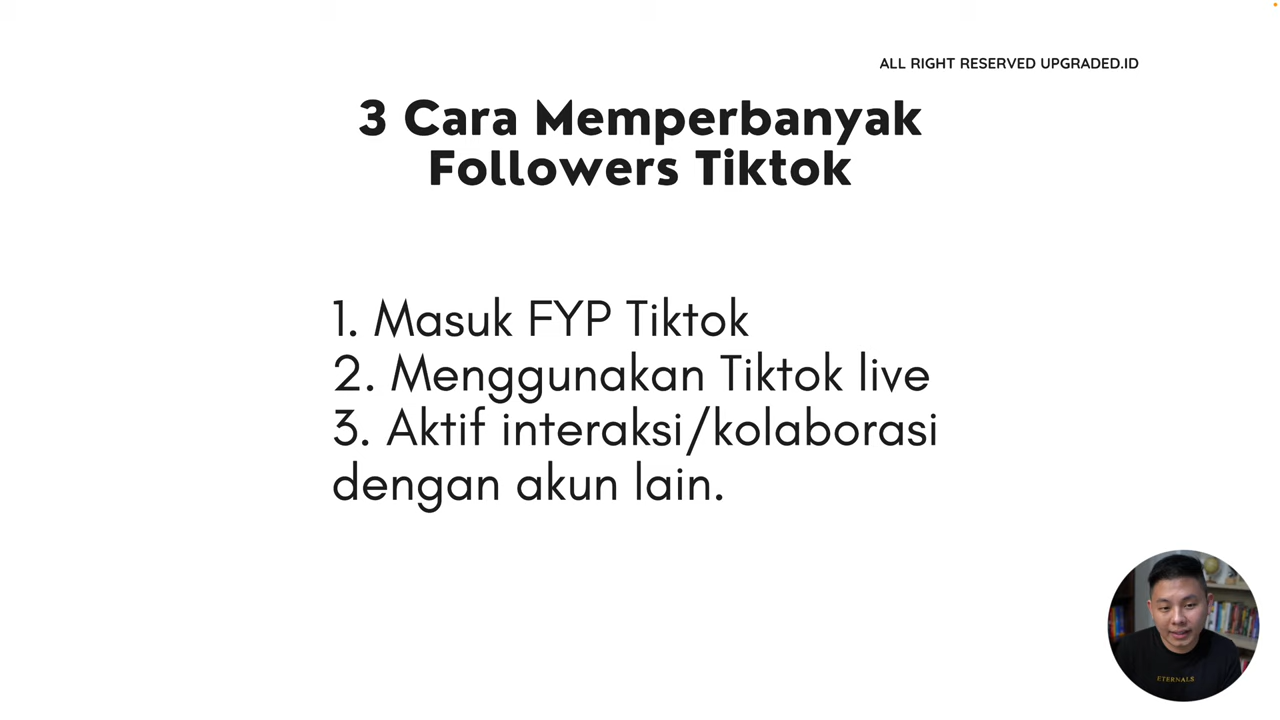 ALL RIGHT RESERVED UPGRADED.ID
3 Cara Memperbanyak
Followers Tiktok
1. Masuk FYP Tiktok
2. Menggunakan Tiktok live
3. Aktif interaksi/kolaborasi
dengan akun lain.
ETERNALS